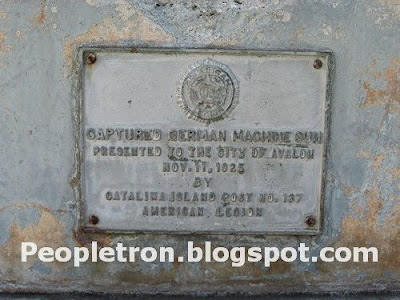 CAPTURED GERMAN MACHINE GUN
PRESENTED TO THE CITY OF AVALON
NOV. 11, 1925
BY
CATALINA ISLAND POST NO. 137
AMERICAN LEGION
Peopletron.blogspot.com